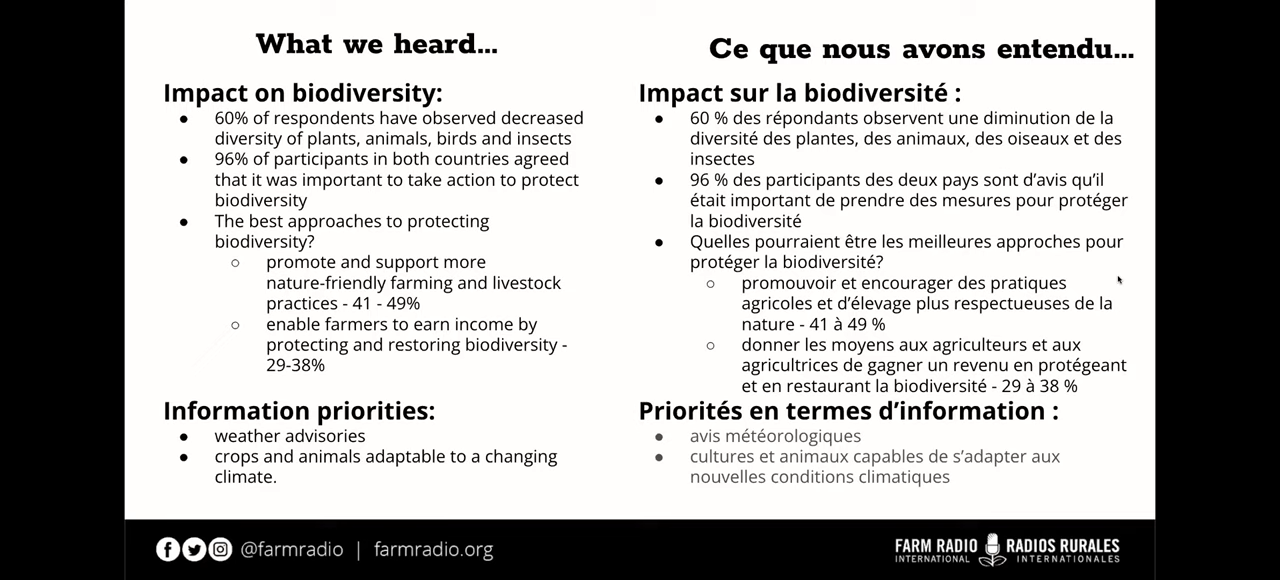 What we heard...
Impact on biodiversity:
● 60% of respondents have observed decreased
diversity of plants, animals, birds and insects
● 96% of participants in both countries agreed
that it was important to take action to protect
biodiversity
● The best approaches to protecting
biodiversity?
○ promote and support more
nature-friendly farming and livestock
practices - 41 - 49%
○ enable farmers to earn income by
protecting and restoring biodiversity -
29-38%
Information priorities:
● weather advisories
● crops and animals adaptable to a changing
climate.
Ce que nous avons entendu...
Impact sur la biodiversité :
● 60 % des répondants observent une diminution de la
diversité des plantes, des animaux, des oiseaux et des
insectes
● 96 % des participants des deux pays sont d’avis qu’il
était important de prendre des mesures pour protéger
la biodiversité
● Quelles pourraient être les meilleures approches pour
protéger la biodiversité?
○ promouvoir et encourager des pratiques
agricoles et d’élevage plus respectueuses de la
nature - 41 à 49 %
○ donner les moyens aux agriculteurs et aux
agricultrices de gagner un revenu en protégeant
et en restaurant la biodiversité - 29 à 38 %
Priorités en termes d’information :
● avis météorologiques
● cultures et animaux capables de s’adapter aux
nouvelles conditions climatiques
@farmradio | farmradio.org
FARM RADIO
INTERNATIONAL
RADIOS RURALES
INTERNATIONALES